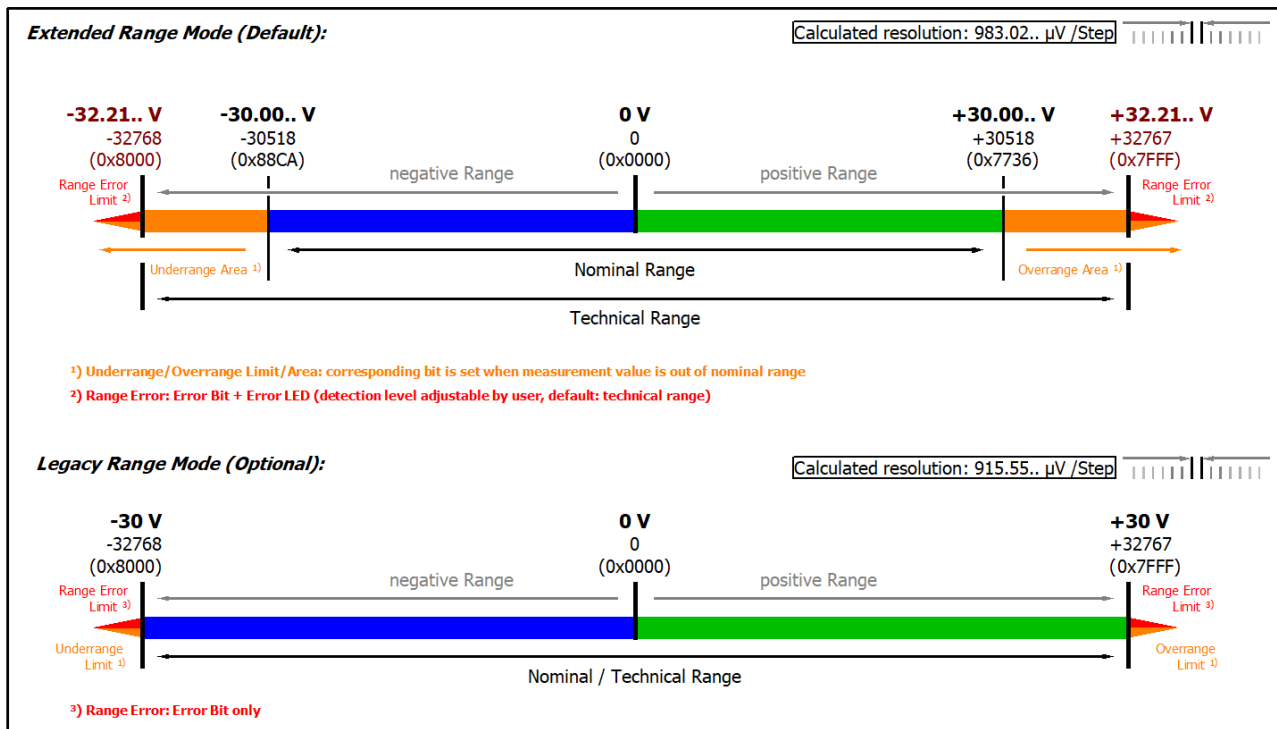 Extended Range Mode (Default):
Calculated resolution: 983.02.. µV /Step
-32.21.. V
-30.00.. V
0 V
+30.00.. V
+32.21.. V
-32768
-30518
0
+30518
+32767
(0x8000)
(0x88CA)
(0x0000)
(0x7736)
(0x7FFF)
negative Range
positive Range
Range Error
Limit ²⁾
Range Error
Limit ²⁾
Underrange Area ¹⁾
Nominal Range
Overrange Area ¹⁾
Technical Range
¹) Underrange/Overrange Limit/Area: corresponding bit is set when measurement value is out of nominal range
²) Range Error: Error Bit + Error LED (detection level adjustable by user, default: technical range)
Legacy Range Mode (Optional):
Calculated resolution: 915.55.. µV /Step
-30 V
0 V
+30 V
-32768
0
+32767
(0x8000)
(0x0000)
(0x7FFF)
negative Range
positive Range
Range Error
Limit ³⁾
Range Error
Limit ³⁾
Underrange
Limit ¹⁾
Overrange
Limit ¹⁾
Nominal / Technical Range
³) Range Error: Error Bit only